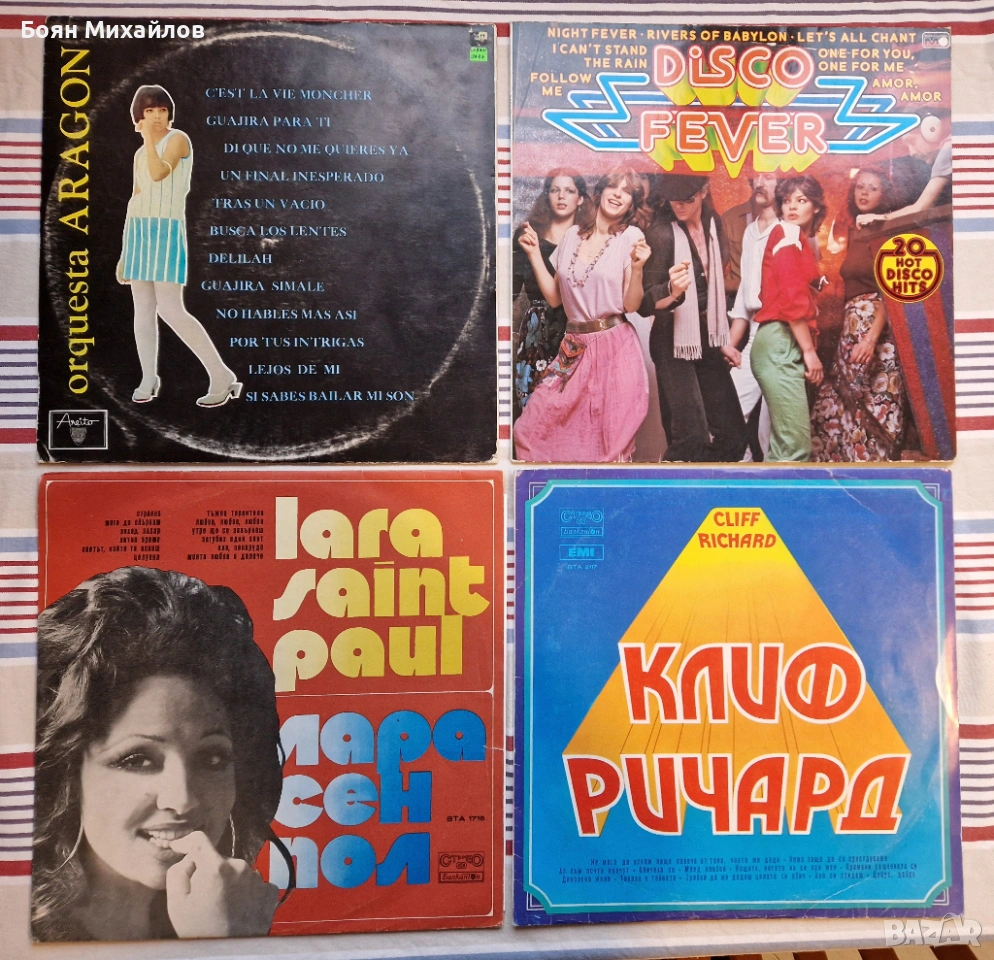 Боян Михайлов
orquesta ARAGON
C'EST LA VIE MONCHER
GUAJIRA PARA TI
DI QUE NO ME QUIERES YA
UN FINAL INESPERADO
TRAS UN VACIO
BUSCA LOS LENTES
DELILAH
GUAJIRA SIMALE
NO HABLES MAS ASI
POR TUS INTRIGAS
LEJOS DE MI
SI SABES BAILAR MI SON
Areito
NIGHT FEVER · RIVERS OF BABYLON · LET'S ALL CHANT
I CAN'T STAND
THE RAIN
ONE FOR YOU,
ONE FOR ME
FOLLOW
ME
AMOR,
AMOR
DISCO
FEVER
20
HOT
DISCO
HITS
lara
saint
paul
лара
сен
пол
ВТА 1718
СТЕРЕО
Балкантон
СТЕРЕО
Балкантон
EMI
ВТА 2117
CLIFF
RICHARD
КЛИФ
РИЧАРД
BAZAR